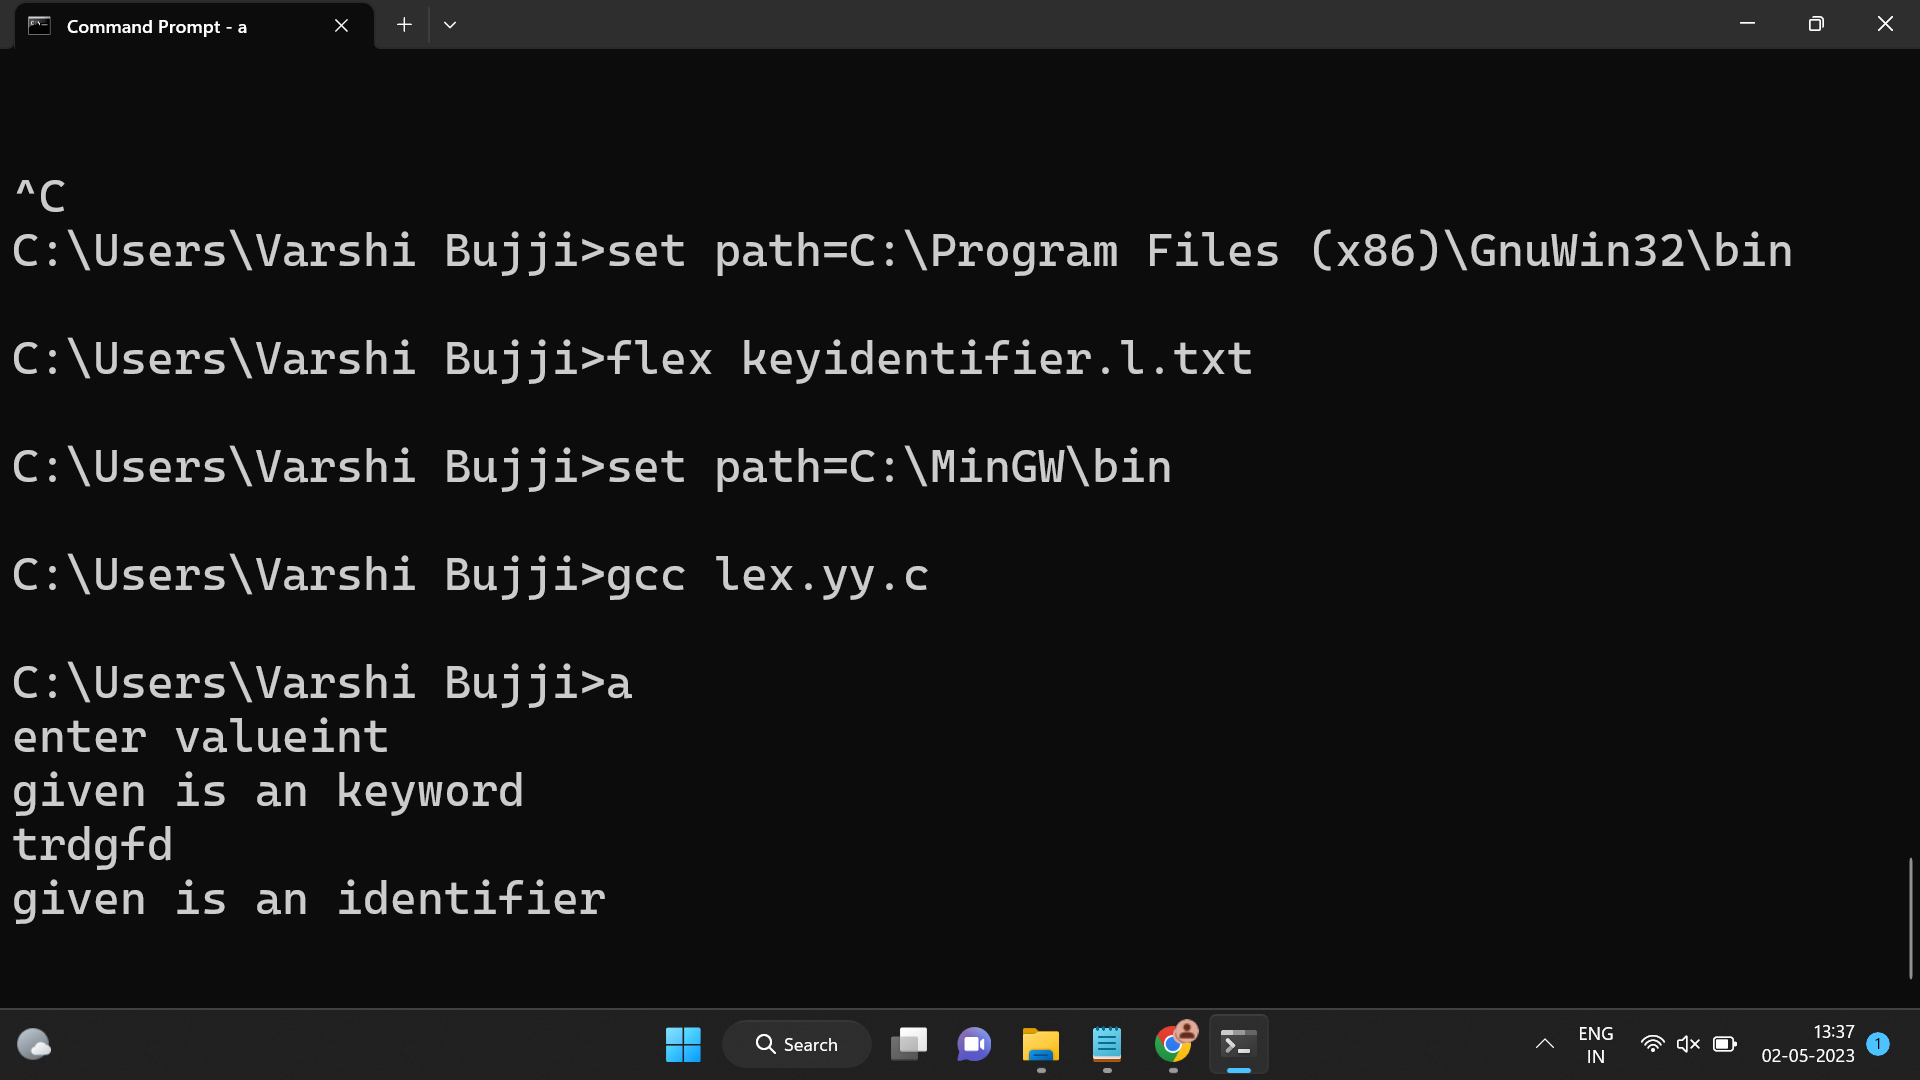 Command Prompt - a
^C
C:\Users\Varshi Bujji>set path=C:\Program Files (x86)\GnuWin32\bin
C:\Users\Varshi Bujji>flex keyidentifier.l.txt
C:\Users\Varshi Bujji>set path=C:\MinGW\bin
C:\Users\Varshi Bujji>gcc lex.yy.c
C:\Users\Varshi Bujji>a
enter valueint
given is an keyword
trdgfd
given is an identifier
Search
ENG
IN
13:37
02-05-2023
1